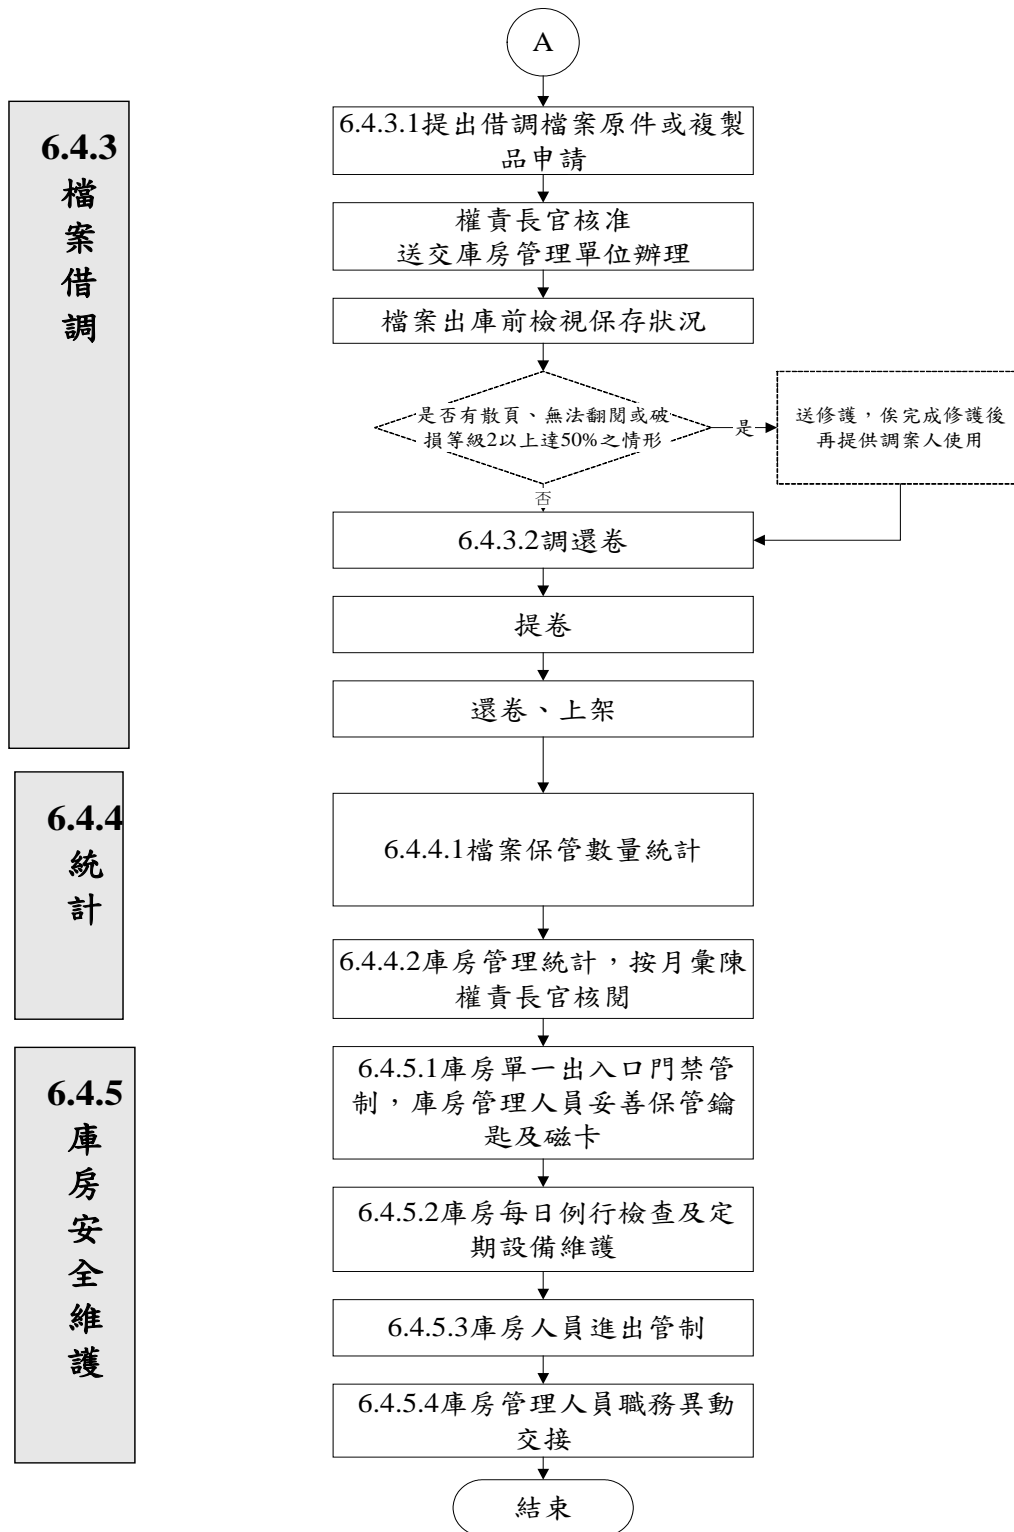 A
6.4.3
檔
案
借
調
6.4.3.1提出借調檔案原件或複製
品申請
權責長官核准
送交庫房管理單位辦理
檔案出庫前檢視保存狀況
是否有散頁、無法翻閱或破
損等級2以上達50%之情形
是
送修護，俟完成修護後
再提供調案人使用
否
6.4.3.2調還卷
提卷
還卷、上架
6.4.4
統
計
6.4.4.1檔案保管數量統計
6.4.4.2庫房管理統計，按月彙陳
權責長官核閱
6.4.5
庫
房
安
全
維
護
6.4.5.1庫房單一出入口門禁管
制，庫房管理人員妥善保管鑰
匙及磁卡
6.4.5.2庫房每日例行檢查及定
期設備維護
6.4.5.3庫房人員進出管制
6.4.5.4庫房管理人員職務異動
交接
結束